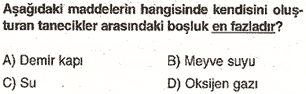 Aşağıdaki maddelerin hangisinde kendisini oluş-
turan tanecikler arasındaki boşluk en fazladır?
A) Demir kapı B) Meyve suyu
C) Su D) Oksijen gazı